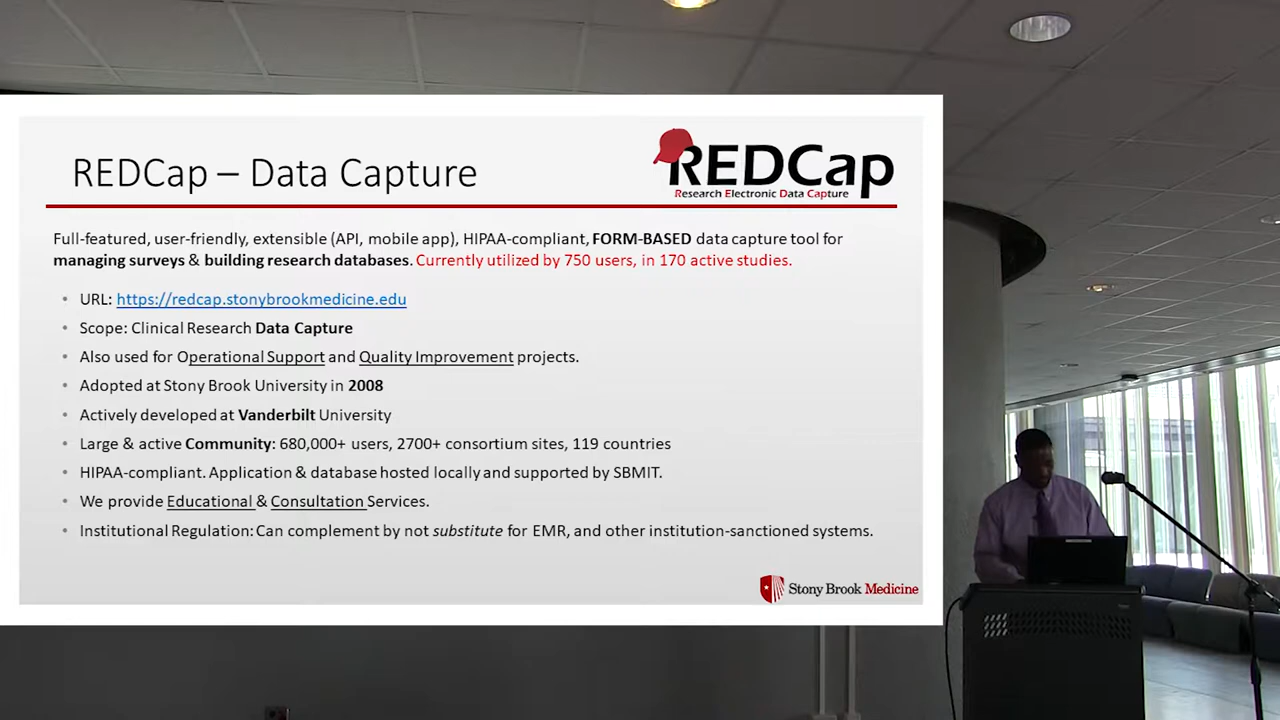 REDCap – Data Capture
REDCap
Research Electronic Data Capture
Full-featured, user-friendly, extensible (API, mobile app), HIPAA-compliant, FORM-BASED data capture tool for
managing surveys & building research databases. Currently utilized by 750 users, in 170 active studies.
• URL: https://redcap.stonybrookmedicine.edu
• Scope: Clinical Research Data Capture
• Also used for Operational Support and Quality Improvement projects.
• Adopted at Stony Brook University in 2008
• Actively developed at Vanderbilt University
• Large & active Community: 680,000+ users, 2700+ consortium sites, 119 countries
• HIPAA-compliant. Application & database hosted locally and supported by SBMIT.
• We provide Educational & Consultation Services.
• Institutional Regulation: Can complement by not substitute for EMR, and other institution-sanctioned systems.
Stony Brook Medicine